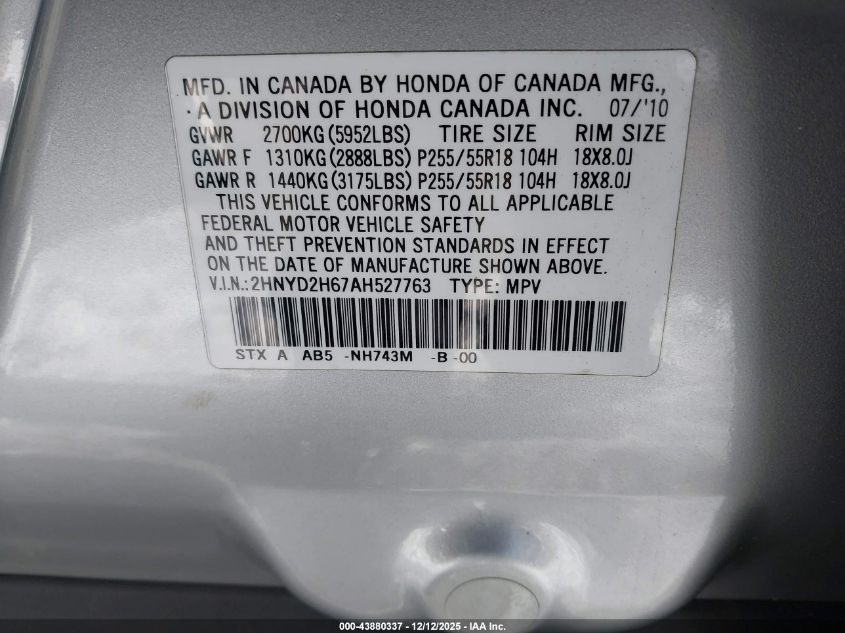 MFD. IN CANADA BY HONDA OF CANADA MFG.,
A DIVISION OF HONDA CANADA INC. 07/'10
GVWR 2700KG (5952LBS) TIRE SIZE RIM SIZE
GAWR F 1310KG (2888LBS) P255/55R18 104H 18X8.0J
GAWR R 1440KG (3175LBS) P255/55R18 104H 18X8.0J
THIS VEHICLE CONFORMS TO ALL APPLICABLE
FEDERAL MOTOR VEHICLE SAFETY
AND THEFT PREVENTION STANDARDS IN EFFECT
ON THE DATE OF MANUFACTURE SHOWN ABOVE.
V.I.N.:2HNYD2H67AH527763 TYPE: MPV
STX A AB5 -NH743M -B -00
000-43880337 - 12/12/2025 - IAA Inc.